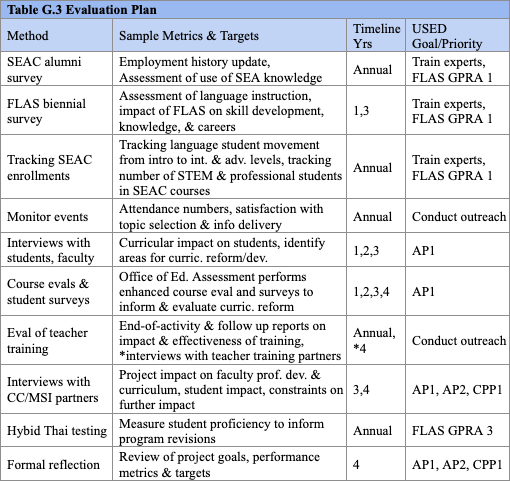 Table G.3 Evaluation Plan
Method Sample Metrics & Targets Timeline Yrs USED Goal/Priority
SEAC alumni survey Employment history update, Assessment of use of SEA knowledge Annual Train experts, FLAS GPRA 1
FLAS biennial survey Assessment of language instruction, impact of FLAS on skill development, knowledge, & careers 1,3 Train experts, FLAS GPRA 1
Tracking SEAC enrollments Tracking language student movement from intro to int. & adv. levels, tracking number of STEM & professional students in SEAC courses Annual Train experts, FLAS GPRA 1
Monitor events Attendance numbers, satisfaction with topic selection & info delivery Annual Conduct outreach
Interviews with students, faculty Curricular impact on students, identify areas for curric. reform/dev. 1,2,3 AP1
Course evals & student surveys Office of Ed. Assessment performs enhanced course eval and surveys to inform & evaluate curric. reform 1,2,3,4 AP1
Eval of teacher training End-of-activity & follow up reports on impact & effectiveness of training, *interviews with teacher training partners Annual, *4 Conduct outreach
Interviews with CC/MSI partners Project impact on faculty prof. dev. & curriculum, student impact, constraints on further impact 3,4 AP1, AP2, CPP1
Hybid Thai testing Measure student proficiency to inform program revisions Annual FLAS GPRA 3
Formal reflection Review of project goals, performance metrics & targets 4 AP1, AP2, CPP1